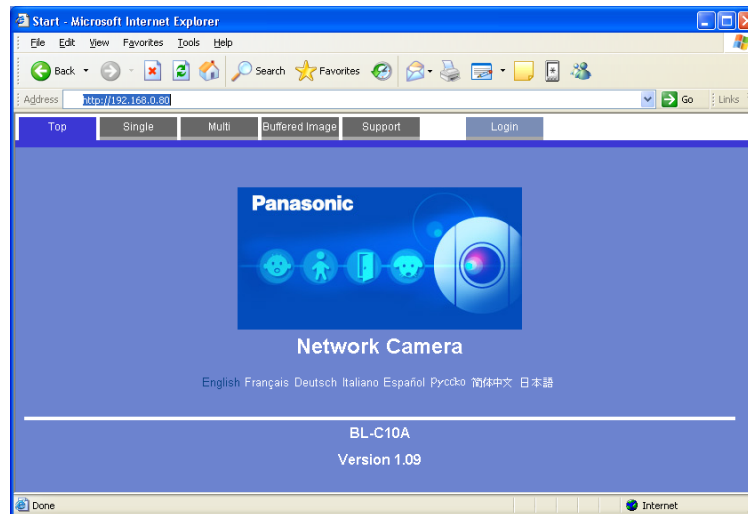 Start - Microsoft Internet Explorer
File Edit View Favorites Tools Help
Back Search Favorites
Address http://192.168.0.80 Go Links
Top Single Multi Buffered Image Support Login
Panasonic
Network Camera
English Français Deutsch Italiano Español Русско 简体中文 日本語
BL-C10A
Version 1.09
Done Internet